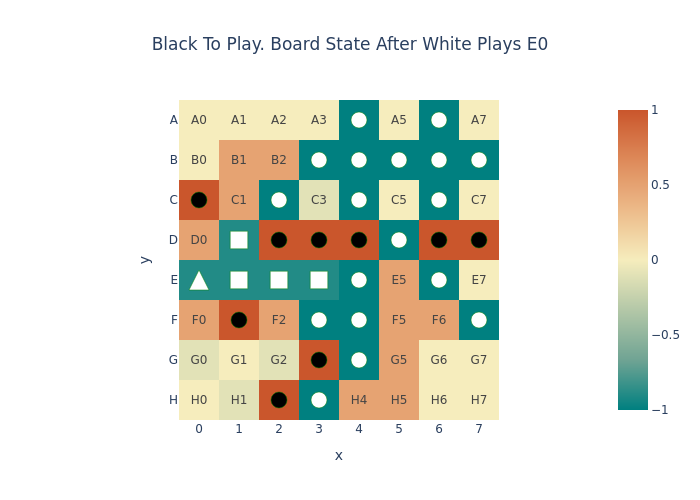 Black To Play. Board State After White Plays E0
A A0 A1 A2 A3 A5 A7 1
B B0 B1 B2
C C1 C3 C5 C7 0.5
D D0
y
E E5 E7 0
F F0 F2 F5 F6
G G0 G1 G2 G5 G6 G7 −0.5
H H0 H1 H4 H5 H6 H7 −1
0 1 2 3 4 5 6 7
x